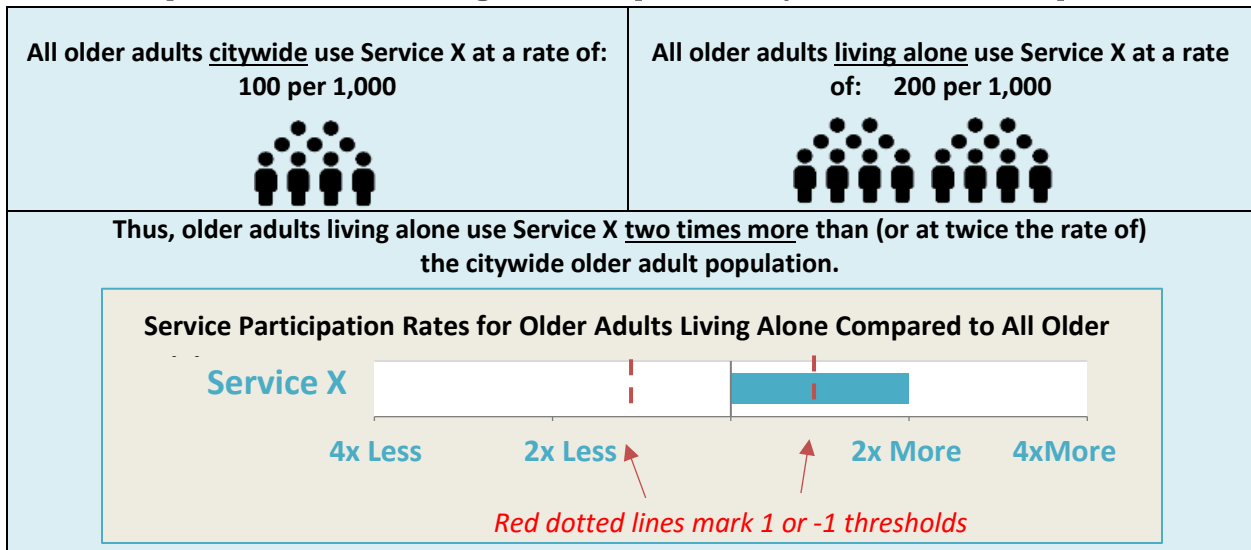 All older adults citywide use Service X at a rate of:
100 per 1,000
All older adults living alone use Service X at a rate
of: 200 per 1,000
Thus, older adults living alone use Service X two times more than (or at twice the rate of)
the citywide older adult population.
Service Participation Rates for Older Adults Living Alone Compared to All Older
Service X
4x Less 2x Less 2x More 4xMore
Red dotted lines mark 1 or -1 thresholds